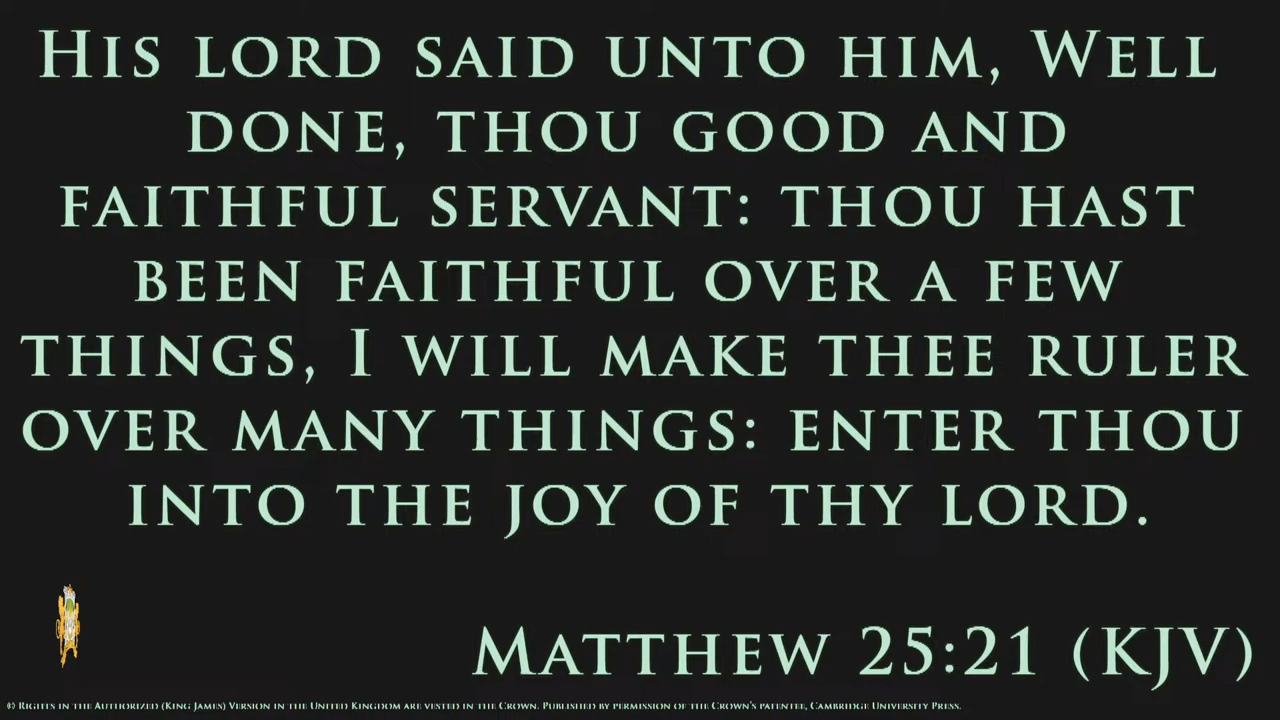 His lord said unto him, Well
done, thou good and
faithful servant: thou hast
been faithful over a few
things, I will make thee ruler
over many things: enter thou
into the joy of thy lord.
Matthew 25:21 (KJV)
© Rights in the Authorized (King James) Version in the United Kingdom are vested in the Crown. Published by permission of the Crown's patentee, Cambridge University Press.